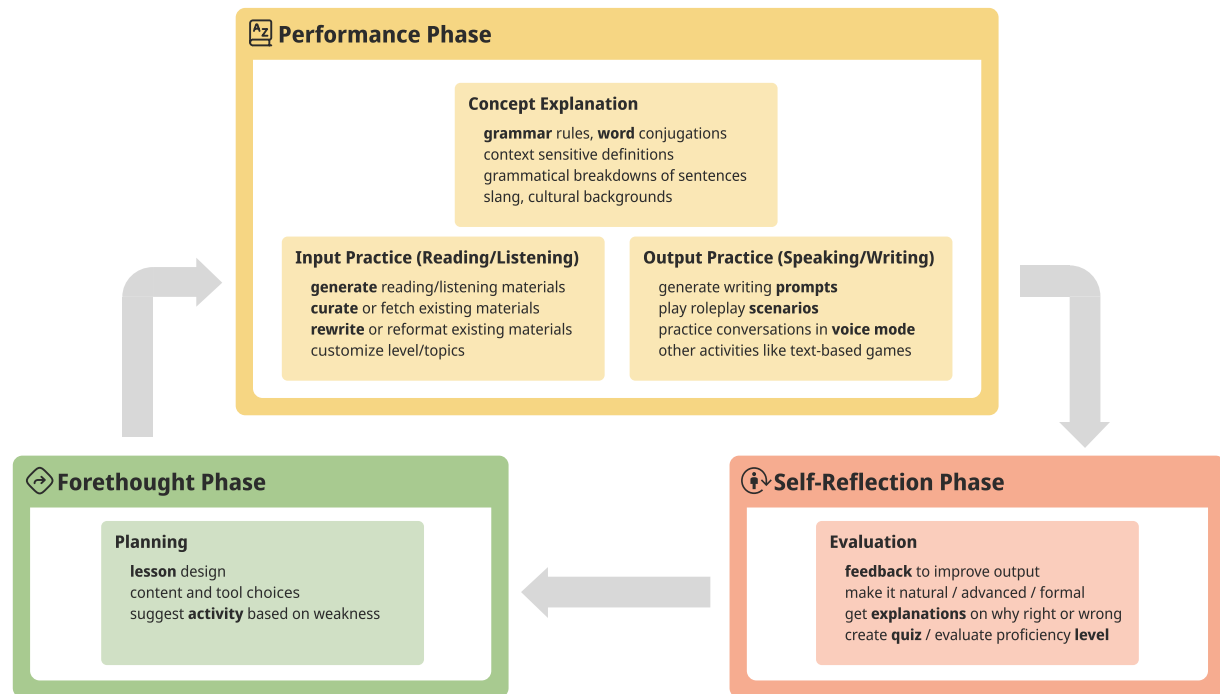 Performance Phase
Concept Explanation
grammar rules, word conjugations
context sensitive definitions
grammatical breakdowns of sentences
slang, cultural backgrounds
Input Practice (Reading/Listening)
generate reading/listening materials
curate or fetch existing materials
rewrite or reformat existing materials
customize level/topics
Output Practice (Speaking/Writing)
generate writing prompts
play roleplay scenarios
practice conversations in voice mode
other activities like text-based games
Forethought Phase
Planning
lesson design
content and tool choices
suggest activity based on weakness
Self-Reflection Phase
Evaluation
feedback to improve output
make it natural / advanced / formal
get explanations on why right or wrong
create quiz / evaluate proficiency level